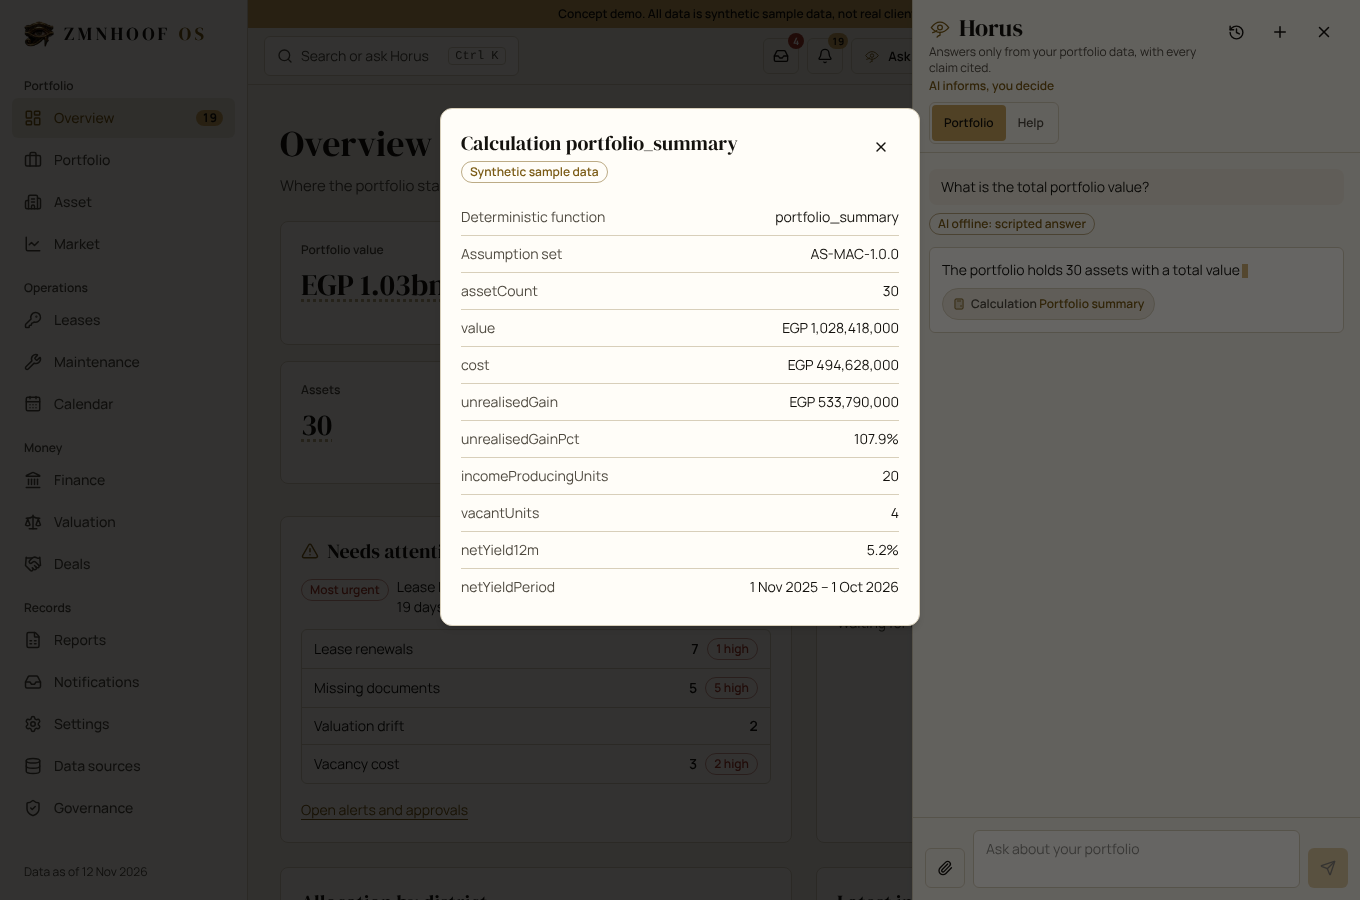 ZMNHOOF OS
Portfolio
Overview 19
Portfolio
Asset
Market
Operations
Leases
Maintenance
Calendar
Money
Finance
Valuation
Deals
Records
Reports
Notifications
Settings
Data sources
Governance
Data as of 12 Nov 2026
Concept demo. All data is synthetic sample data, not real clien
Search or ask Horus Ctrl K
4
19
Ask
Overview
Where the portfolio sta
Portfolio value
EGP 1.03bn
Assets
30
Needs attenti
Most urgent
Lease
19 days
Lease renewals 7 1 high
Missing documents 5 5 high
Valuation drift 2
Vacancy cost 3 2 high
Open alerts and approvals
Calculation portfolio_summary
Synthetic sample data
Deterministic function portfolio_summary
Assumption set AS-MAC-1.0.0
assetCount 30
value EGP 1,028,418,000
cost EGP 494,628,000
unrealisedGain EGP 533,790,000
unrealisedGainPct 107.9%
incomeProducingUnits 20
vacantUnits 4
netYield12m 5.2%
netYieldPeriod 1 Nov 2025 – 1 Oct 2026
Horus
Answers only from your portfolio data, with every
claim cited.
AI informs, you decide
Portfolio Help
What is the total portfolio value?
AI offline: scripted answer
The portfolio holds 30 assets with a total value
Calculation Portfolio summary
Ask about your portfolio